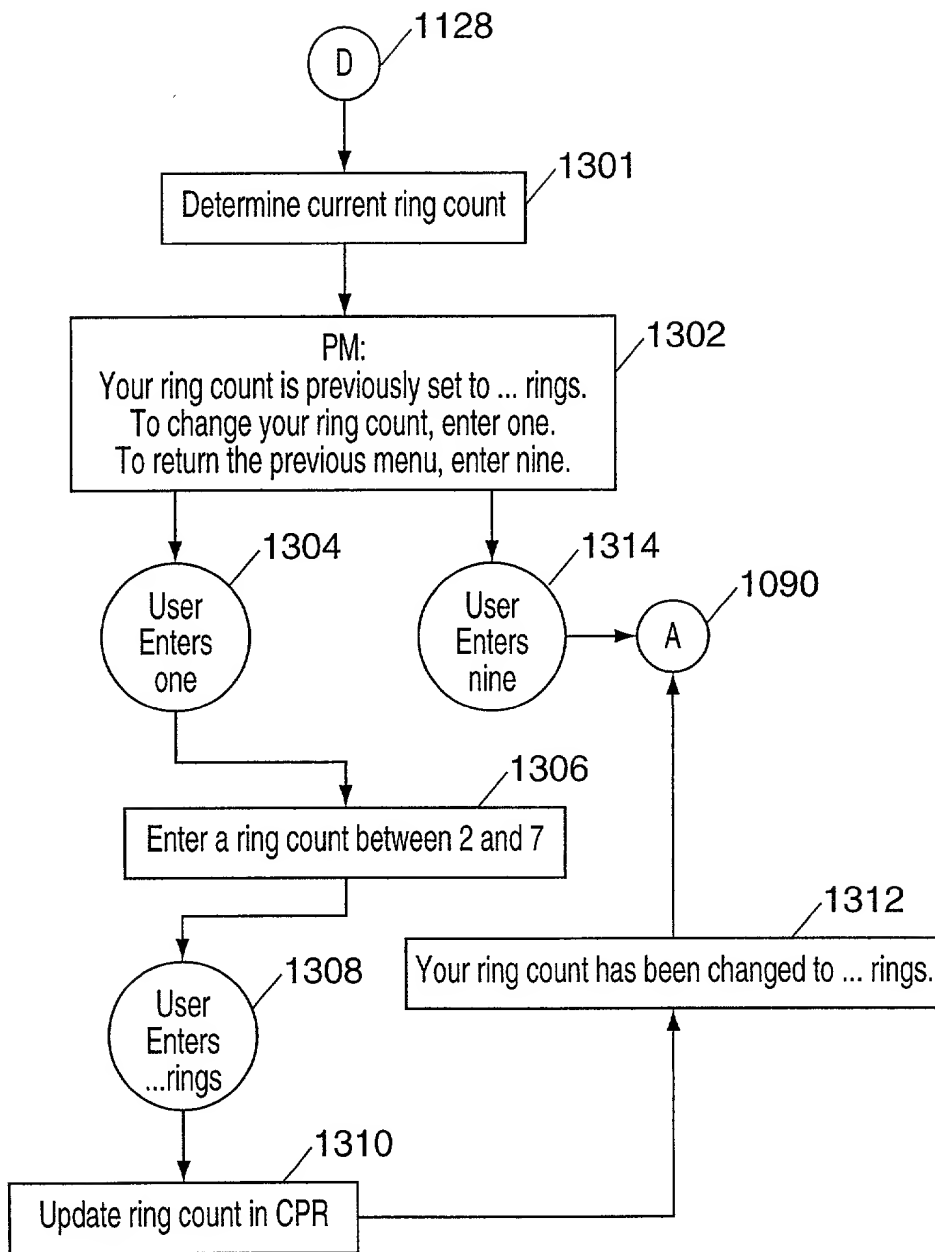 1128
D
1301
Determine current ring count
1302
PM:
Your ring count is previously set to ... rings.
To change your ring count, enter one.
To return the previous menu, enter nine.
1304
User
Enters
one
1314
User
Enters
nine
1090
A
1306
Enter a ring count between 2 and 7
1312
Your ring count has been changed to ... rings.
1308
User
Enters
...rings
1310
Update ring count in CPR